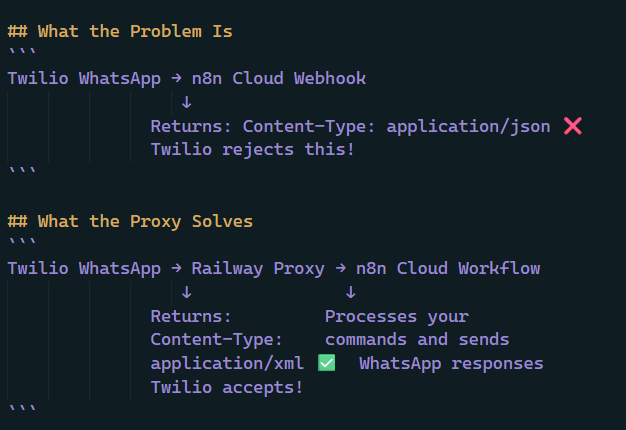 ## What the Problem Is
```
Twilio WhatsApp → n8n Cloud Webhook
↓
Returns: Content-Type: application/json ❌
Twilio rejects this!
```
## What the Proxy Solves
```
Twilio WhatsApp → Railway Proxy → n8n Cloud Workflow
↓ ↓
Returns: Processes your
Content-Type: commands and sends
application/xml ✅ WhatsApp responses
Twilio accepts!
```